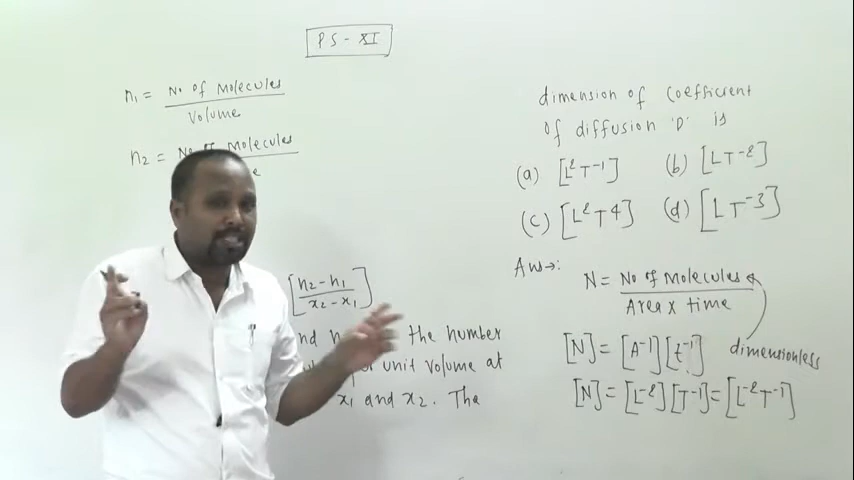 PS - XI
n₁ = No of Molecules
Volume
n₂ = No of Molecules
[n₂ - n₁
x₂ - x₁]
the number
unit volume at
x₁ and x₂. The
dimension of Coefficient
of diffusion 'D' is
(a) [L²T⁻¹] (b) [LT⁻²]
(c) [L²T4] (d) [LT⁻³]
Ans→:
N = No of Molecules
Area x time
[N] = [A⁻¹][t⁻¹] dimensionless
[N] = [L⁻²][T⁻¹] = [L⁻²T⁻¹]